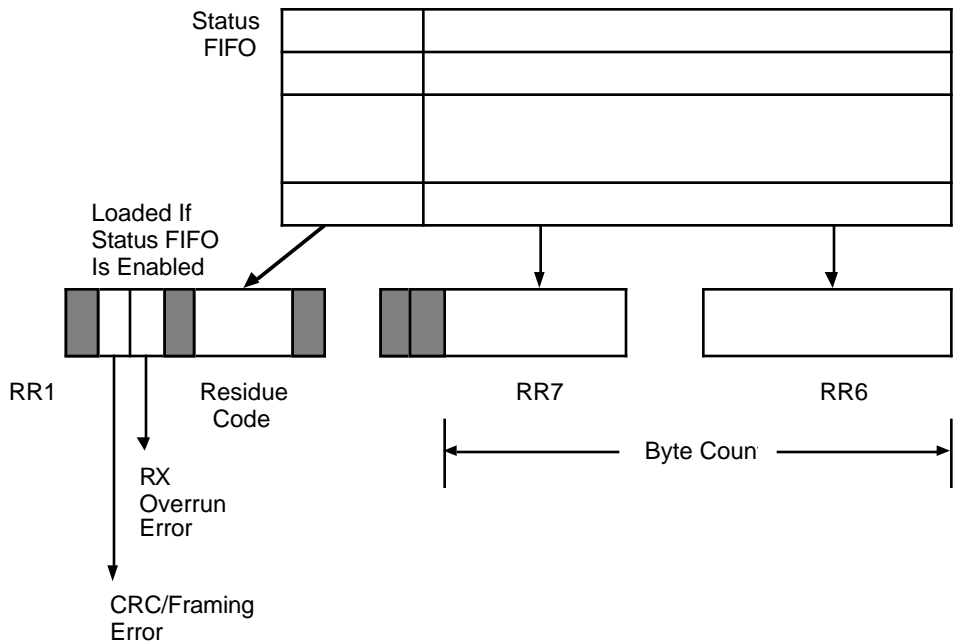 Status
FIFO
Loaded If
Status FIFO
Is Enabled
RR1
Residue
Code
RR7
RR6
Byte Coun
RX
Overrun
Error
CRC/Framing
Error